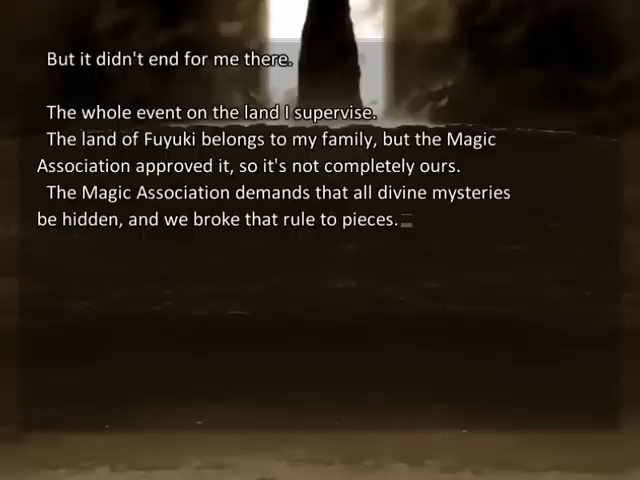 But it didn't end for me there.
The whole event on the land I supervise.
The land of Fuyuki belongs to my family, but the Magic
Association approved it, so it's not completely ours.
The Magic Association demands that all divine mysteries
be hidden, and we broke that rule to pieces.